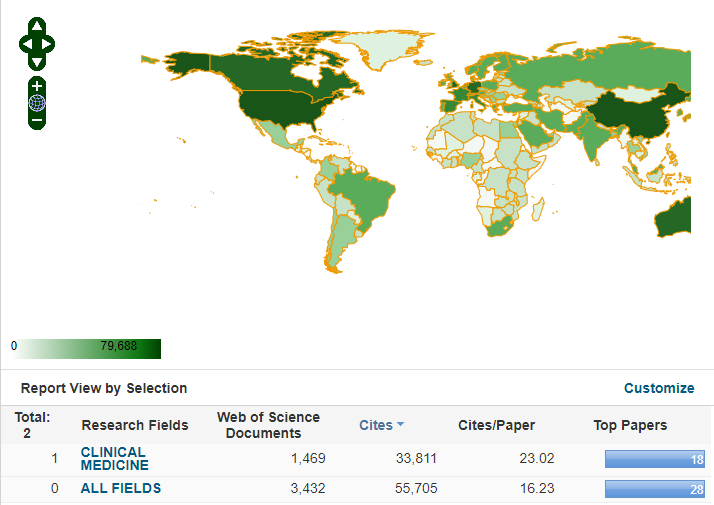 0 79,688
Report View by Selection Customize
Total:
2
Research Fields
Web of Science
Documents
Cites
Cites/Paper
Top Papers
1 CLINICAL
MEDICINE 1,469 33,811 23.02 18
0 ALL FIELDS 3,432 55,705 16.23 28